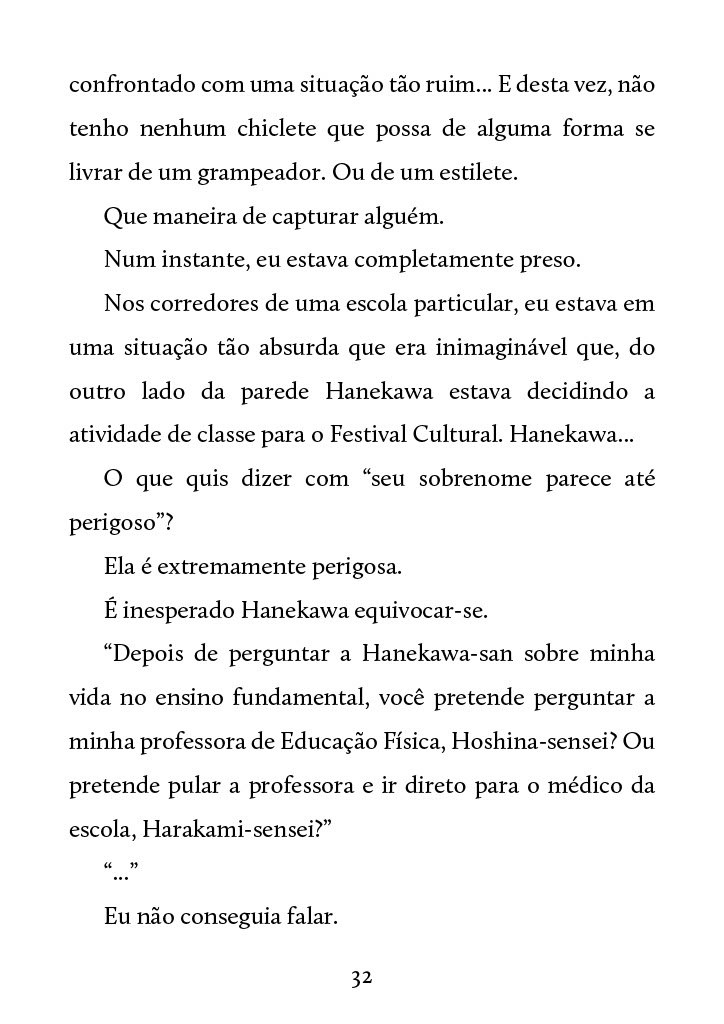 confrontado com uma situação tão ruim... E desta vez, não
tenho nenhum chiclete que possa de alguma forma se
livrar de um grampeador. Ou de um estilete.
Que maneira de capturar alguém.
Num instante, eu estava completamente preso.
Nos corredores de uma escola particular, eu estava em
uma situação tão absurda que era inimaginável que, do
outro lado da parede Hanekawa estava decidindo a
atividade de classe para o Festival Cultural. Hanekawa...
O que quis dizer com “seu sobrenome parece até
perigoso”?
Ela é extremamente perigosa.
É inesperado Hanekawa equivocar-se.
“Depois de perguntar a Hanekawa-san sobre minha
vida no ensino fundamental, você pretende perguntar a
minha professora de Educação Física, Hoshina-sensei? Ou
pretende pular a professora e ir direto para o médico da
escola, Harakami-sensei?”
“...”
Eu não conseguia falar.
32